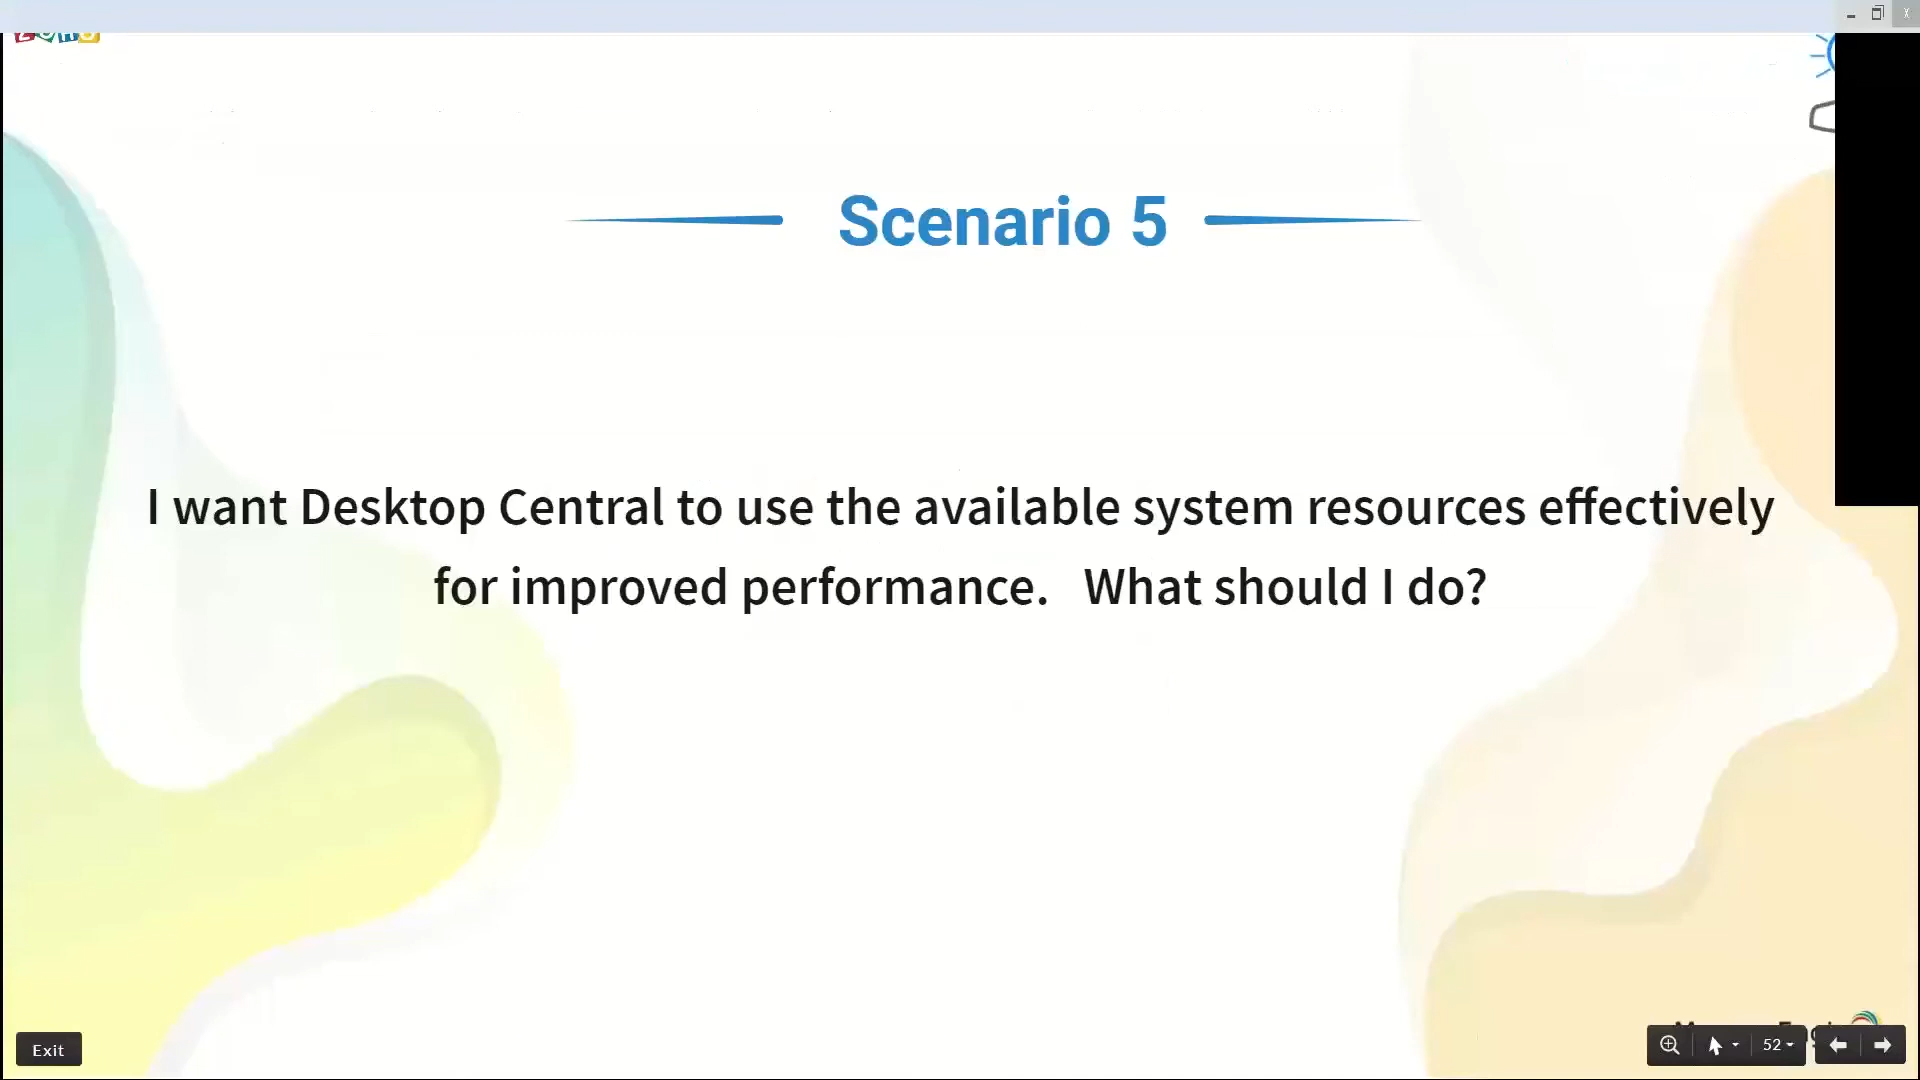 Scenario 5
I want Desktop Central to use the available system resources effectively
for improved performance. What should I do?
Exit
52